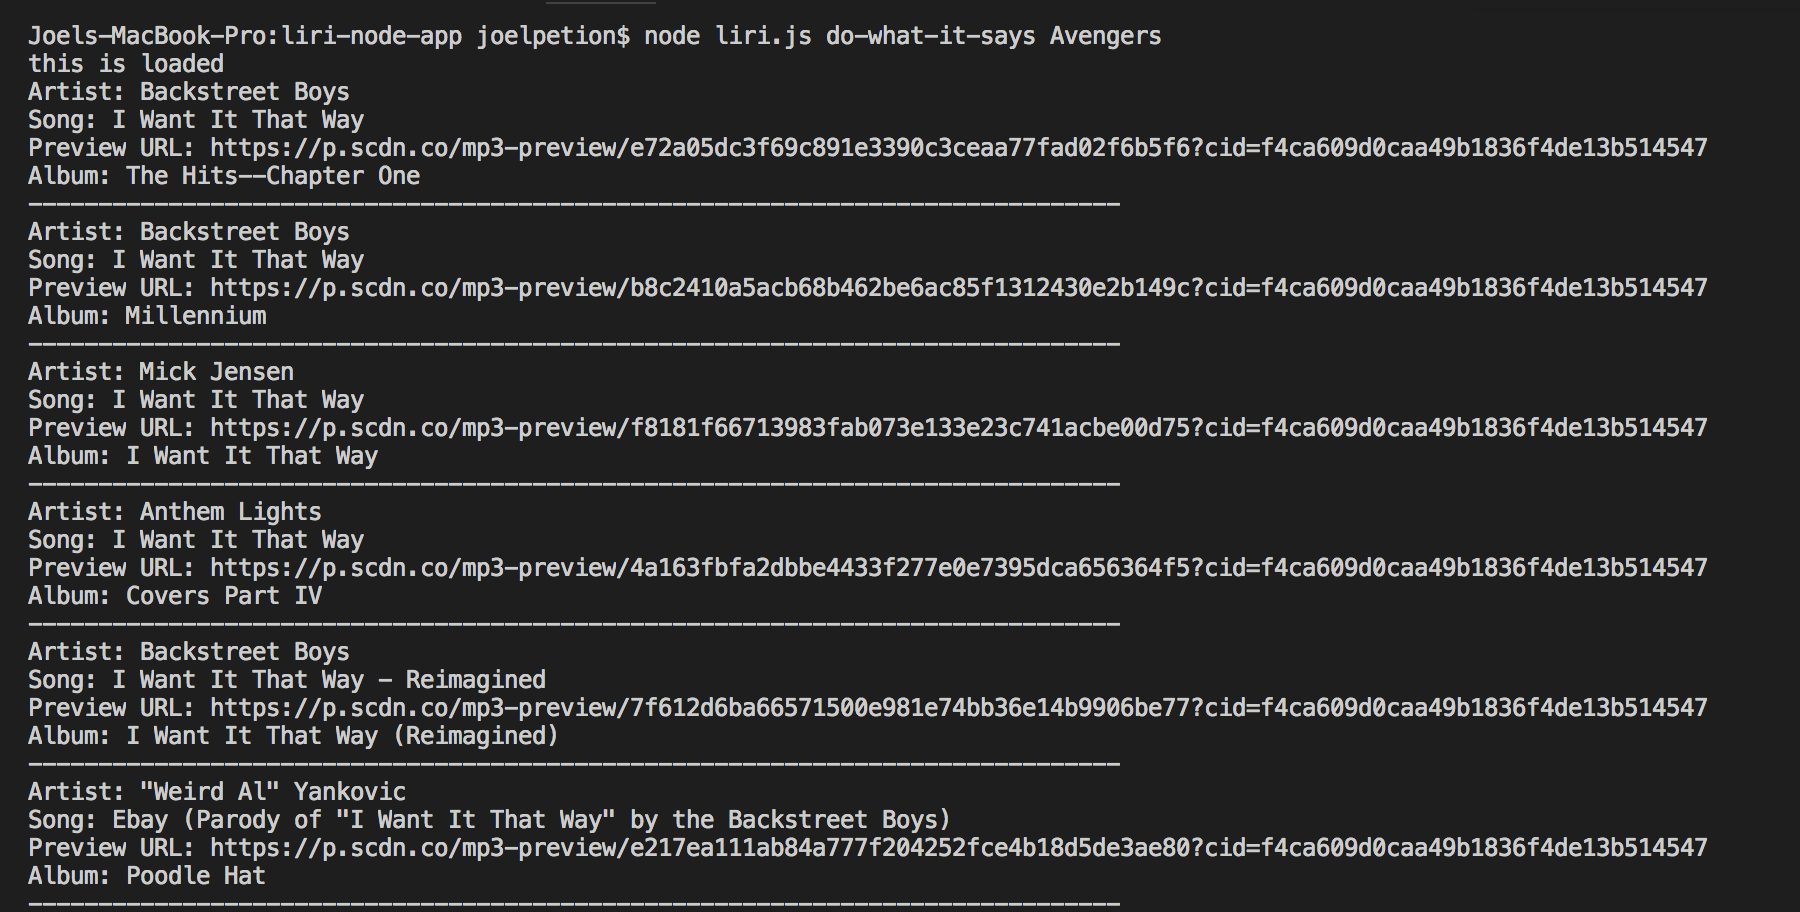 Joels-MacBook-Pro:liri-node-app joelpetion$ node liri.js do-what-it-says Avengers
this is loaded
Artist: Backstreet Boys
Song: I Want It That Way
Preview URL: https://p.scdn.co/mp3-preview/e72a05dc3f69c891e3390c3ceaa77fad02f6b5f6?cid=f4ca609d0caa49b1836f4de13b514547
Album: The Hits--Chapter One
------------------------------------------------------------------------------
Artist: Backstreet Boys
Song: I Want It That Way
Preview URL: https://p.scdn.co/mp3-preview/b8c2410a5acb68b462be6ac85f1312430e2b149c?cid=f4ca609d0caa49b1836f4de13b514547
Album: Millennium
------------------------------------------------------------------------------
Artist: Mick Jensen
Song: I Want It That Way
Preview URL: https://p.scdn.co/mp3-preview/f8181f66713983fab073e133e23c741acbe00d75?cid=f4ca609d0caa49b1836f4de13b514547
Album: I Want It That Way
------------------------------------------------------------------------------
Artist: Anthem Lights
Song: I Want It That Way
Preview URL: https://p.scdn.co/mp3-preview/4a163fbfa2dbbe4433f277e0e7395dca656364f5?cid=f4ca609d0caa49b1836f4de13b514547
Album: Covers Part IV
------------------------------------------------------------------------------
Artist: Backstreet Boys
Song: I Want It That Way - Reimagined
Preview URL: https://p.scdn.co/mp3-preview/7f612d6ba66571500e981e74bb36e14b9906be77?cid=f4ca609d0caa49b1836f4de13b514547
Album: I Want It That Way (Reimagined)
------------------------------------------------------------------------------
Artist: "Weird Al" Yankovic
Song: Ebay (Parody of "I Want It That Way" by the Backstreet Boys)
Preview URL: https://p.scdn.co/mp3-preview/e217ea111ab84a777f204252fce4b18d5de3ae80?cid=f4ca609d0caa49b1836f4de13b514547
Album: Poodle Hat
------------------------------------------------------------------------------